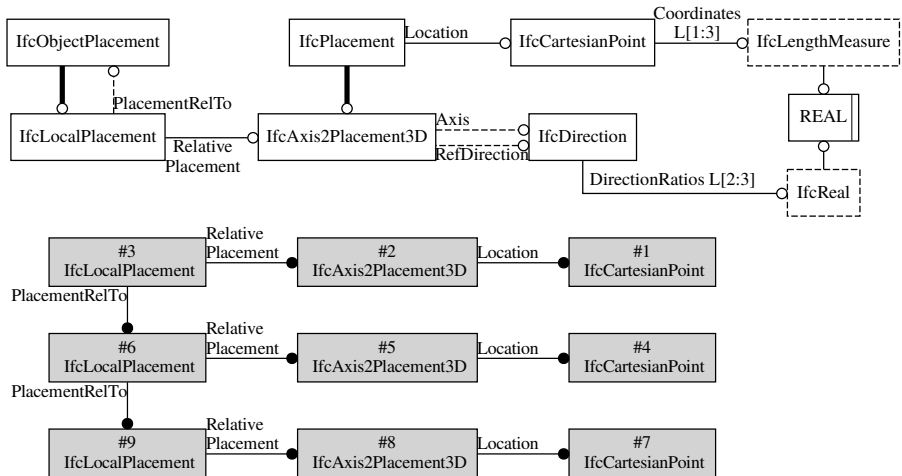 Coordinates
IfcObjectPlacement
IfcPlacement
Location
IfcCartesianPoint
L[1:3]
IfcLengthMeasure
PlacementRelTo
Axis
REAL
IfcLocalPlacement
Relative
Placement
IfcAxis2Placement3D
RefDirection
IfcDirection
DirectionRatios L[2:3]
IfcReal
#3
IfcLocalPlacement
Relative
Placement
#2
IfcAxis2Placement3D
Location
#1
IfcCartesianPoint
PlacementRelTo
#6
IfcLocalPlacement
Relative
Placement
#5
IfcAxis2Placement3D
Location
#4
IfcCartesianPoint
PlacementRelTo
#9
IfcLocalPlacement
Relative
Placement
#8
IfcAxis2Placement3D
Location
#7
IfcCartesianPoint